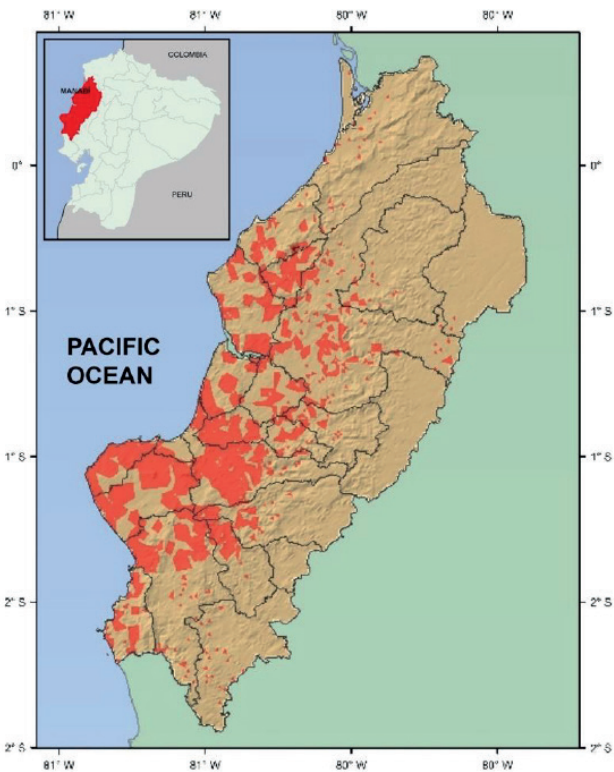 81° W
81° W
80° W
80° W
COLOMBIA
MANABÍ
PERU
0°
0°
1° S
1° S
PACIFIC
OCEAN
1° S
1° S
2° S
2° S
2° S
2° S
81° W
81° W
80° W
80° W